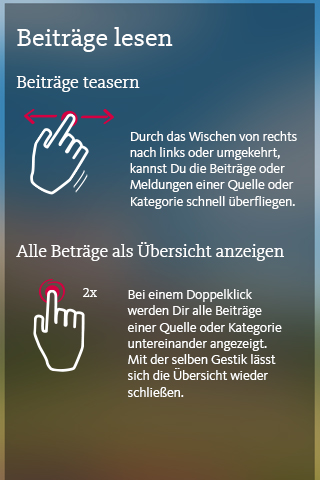 Beiträge lesen
Beiträge teasern
Durch das Wischen von rechts
nach links oder umgekehrt,
kannst Du die Beiträge oder
Meldungen einer Quelle oder
Kategorie schnell überfliegen.
Alle Beträge als Übersicht anzeigen
2x
Bei einem Doppelklick
werden Dir alle Beiträge
einer Quelle oder Kategorie
untereinander angezeigt.
Mit der selben Gestik lässt
sich die Übersicht wieder
schließen.